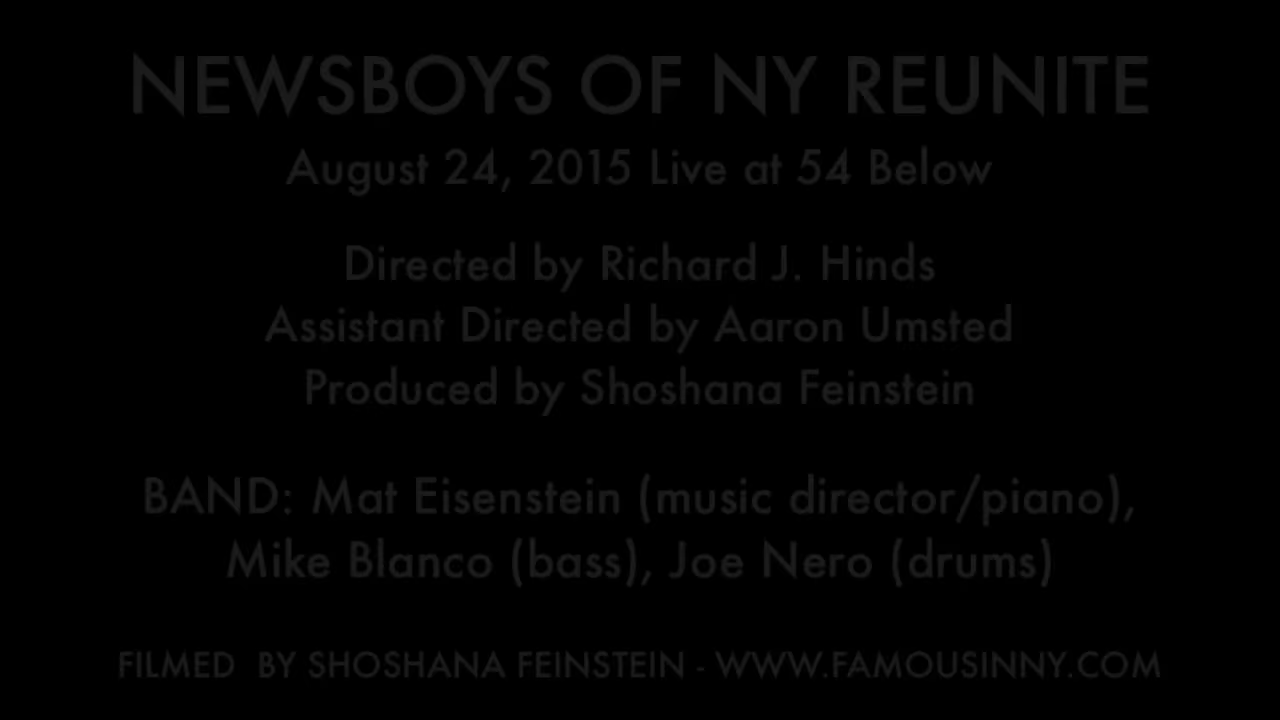 NEWSBOYS OF NY REUNITE
August 24, 2015 Live at 54 Below
Directed by Richard J. Hinds
Assistant Directed by Aaron Umsted
Produced by Shoshana Feinstein
BAND: Mat Eisenstein (music director/piano),
Mike Blanco (bass), Joe Nero (drums)
FILMED  BY SHOSHANA FEINSTEIN - WWW.FAMOUSINNY.COM